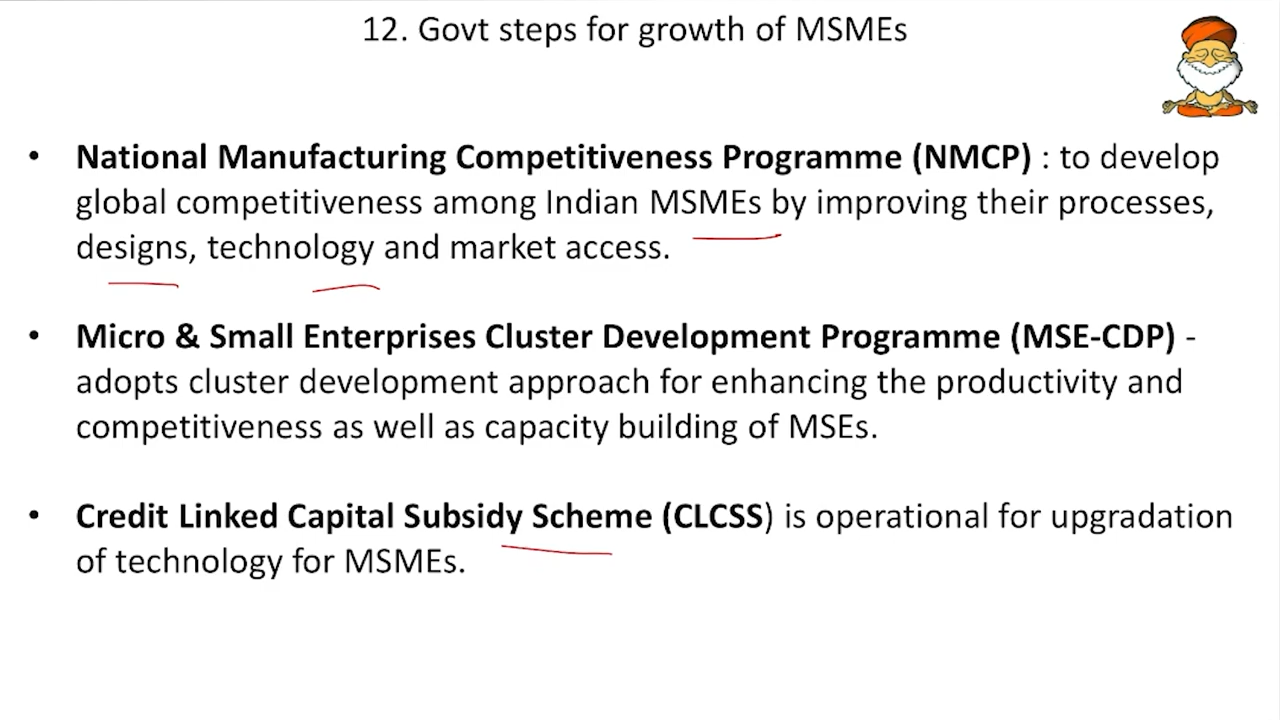 12. Govt steps for growth of MSMEs
• National Manufacturing Competitiveness Programme (NMCP) : to develop
global competitiveness among Indian MSMEs by improving their processes,
designs, technology and market access.
• Micro & Small Enterprises Cluster Development Programme (MSE-CDP) -
adopts cluster development approach for enhancing the productivity and
competitiveness as well as capacity building of MSEs.
• Credit Linked Capital Subsidy Scheme (CLCSS) is operational for upgradation
of technology for MSMEs.